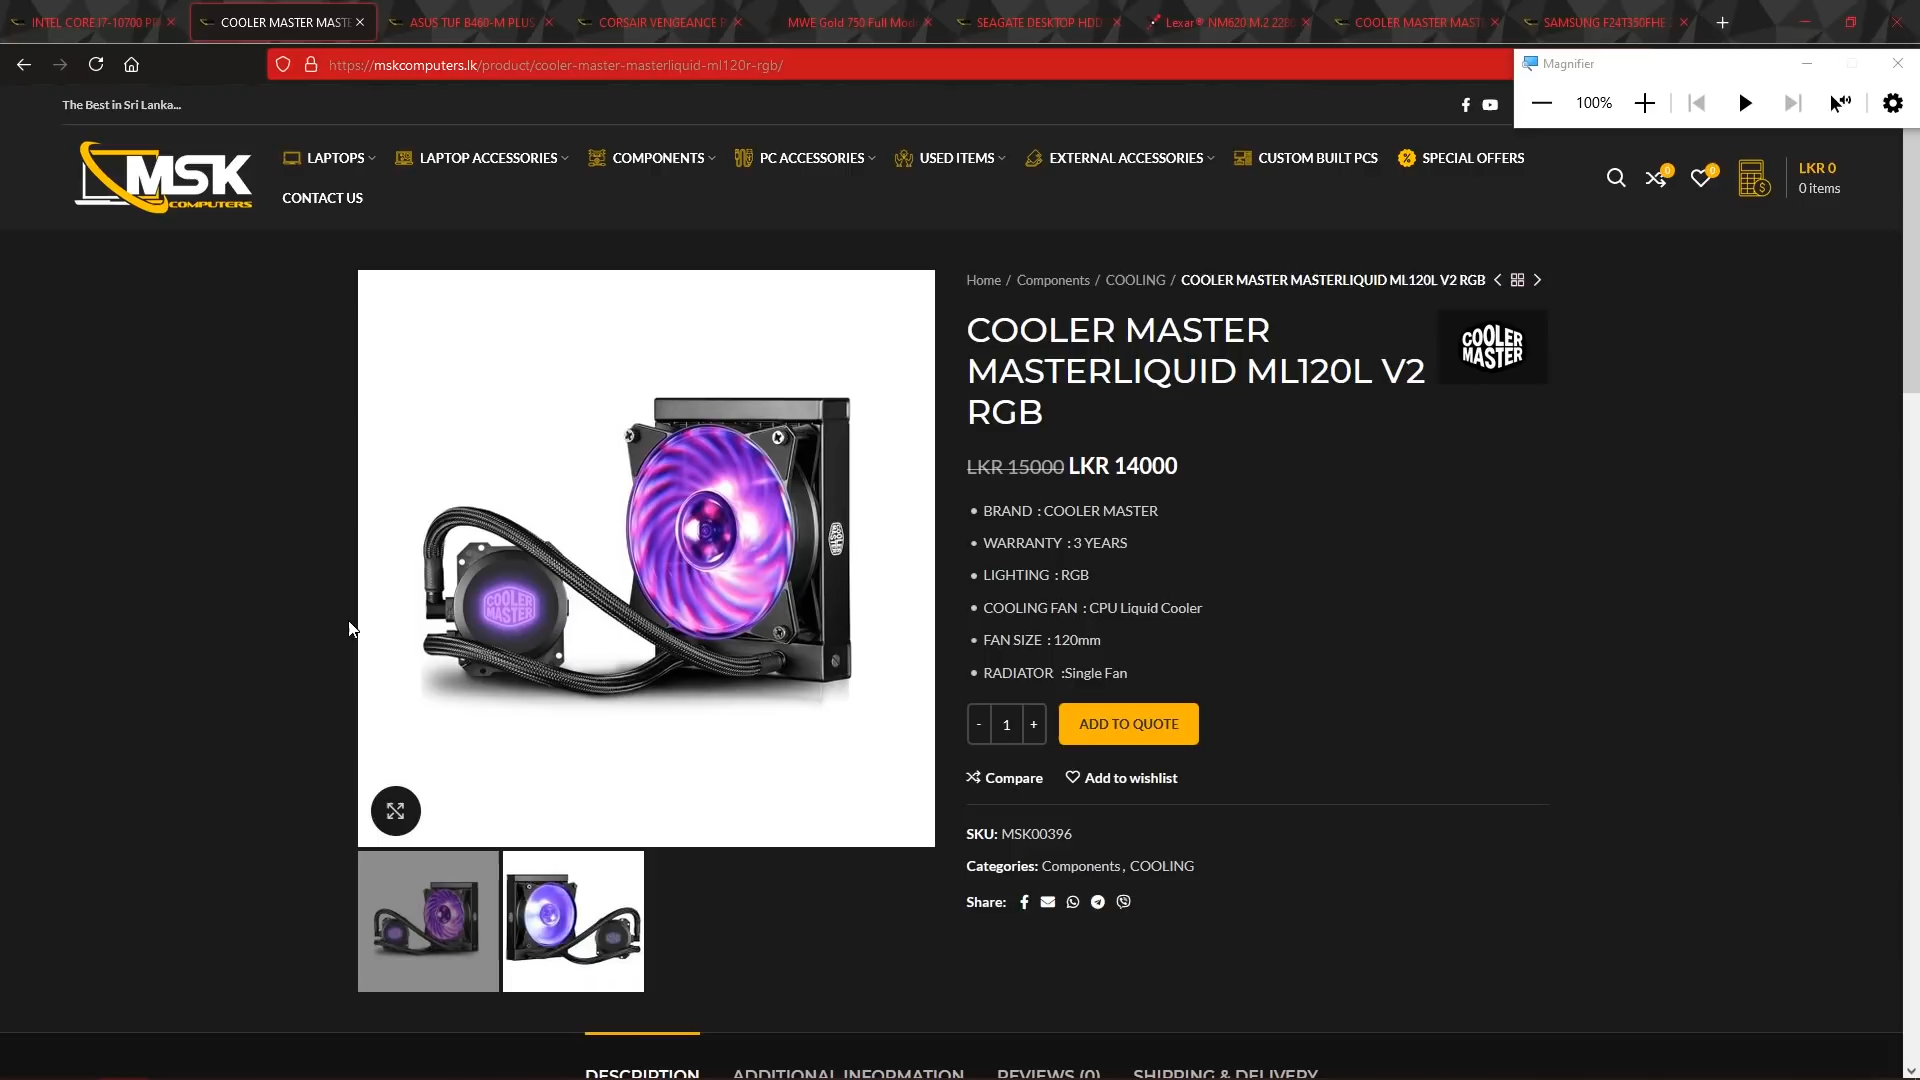 INTEL CORE I7-10700 PR
COOLER MASTER MASTE
ASUS TUF B460-M PLUS
CORSAIR VENGEANCE R
MWE Gold 750 Full Mod
SEAGATE DESKTOP HDD
Lexar® NM620 M.2 2280
COOLER MASTER MAST
SAMSUNG F24T350FHE
https://mskcomputers.lk/product/cooler-master-masterliquid-ml120r-rgb/
Magnifier
100%
The Best in Sri Lanka...
MSK
COMPUTERS
LAPTOPS
LAPTOP ACCESSORIES
COMPONENTS
PC ACCESSORIES
USED ITEMS
EXTERNAL ACCESSORIES
CUSTOM BUILT PCS
SPECIAL OFFERS
CONTACT US
0
0
LKR 0
0 items
Home / Components / COOLING / COOLER MASTER MASTERLIQUID ML120L V2 RGB
COOLER MASTER
MASTERLIQUID ML120L V2
RGB
COOLER
MASTER
LKR 15000 LKR 14000
• BRAND : COOLER MASTER
• WARRANTY : 3 YEARS
• LIGHTING : RGB
• COOLING FAN : CPU Liquid Cooler
• FAN SIZE : 120mm
• RADIATOR :Single Fan
COOLER
MASTER
- 1 +
ADD TO QUOTE
Compare
Add to wishlist
SKU: MSK00396
Categories: Components, COOLING
Share:
DESCRIPTION
ADDITIONAL INFORMATION
REVIEWS (0)
SHIPPING & DELIVERY